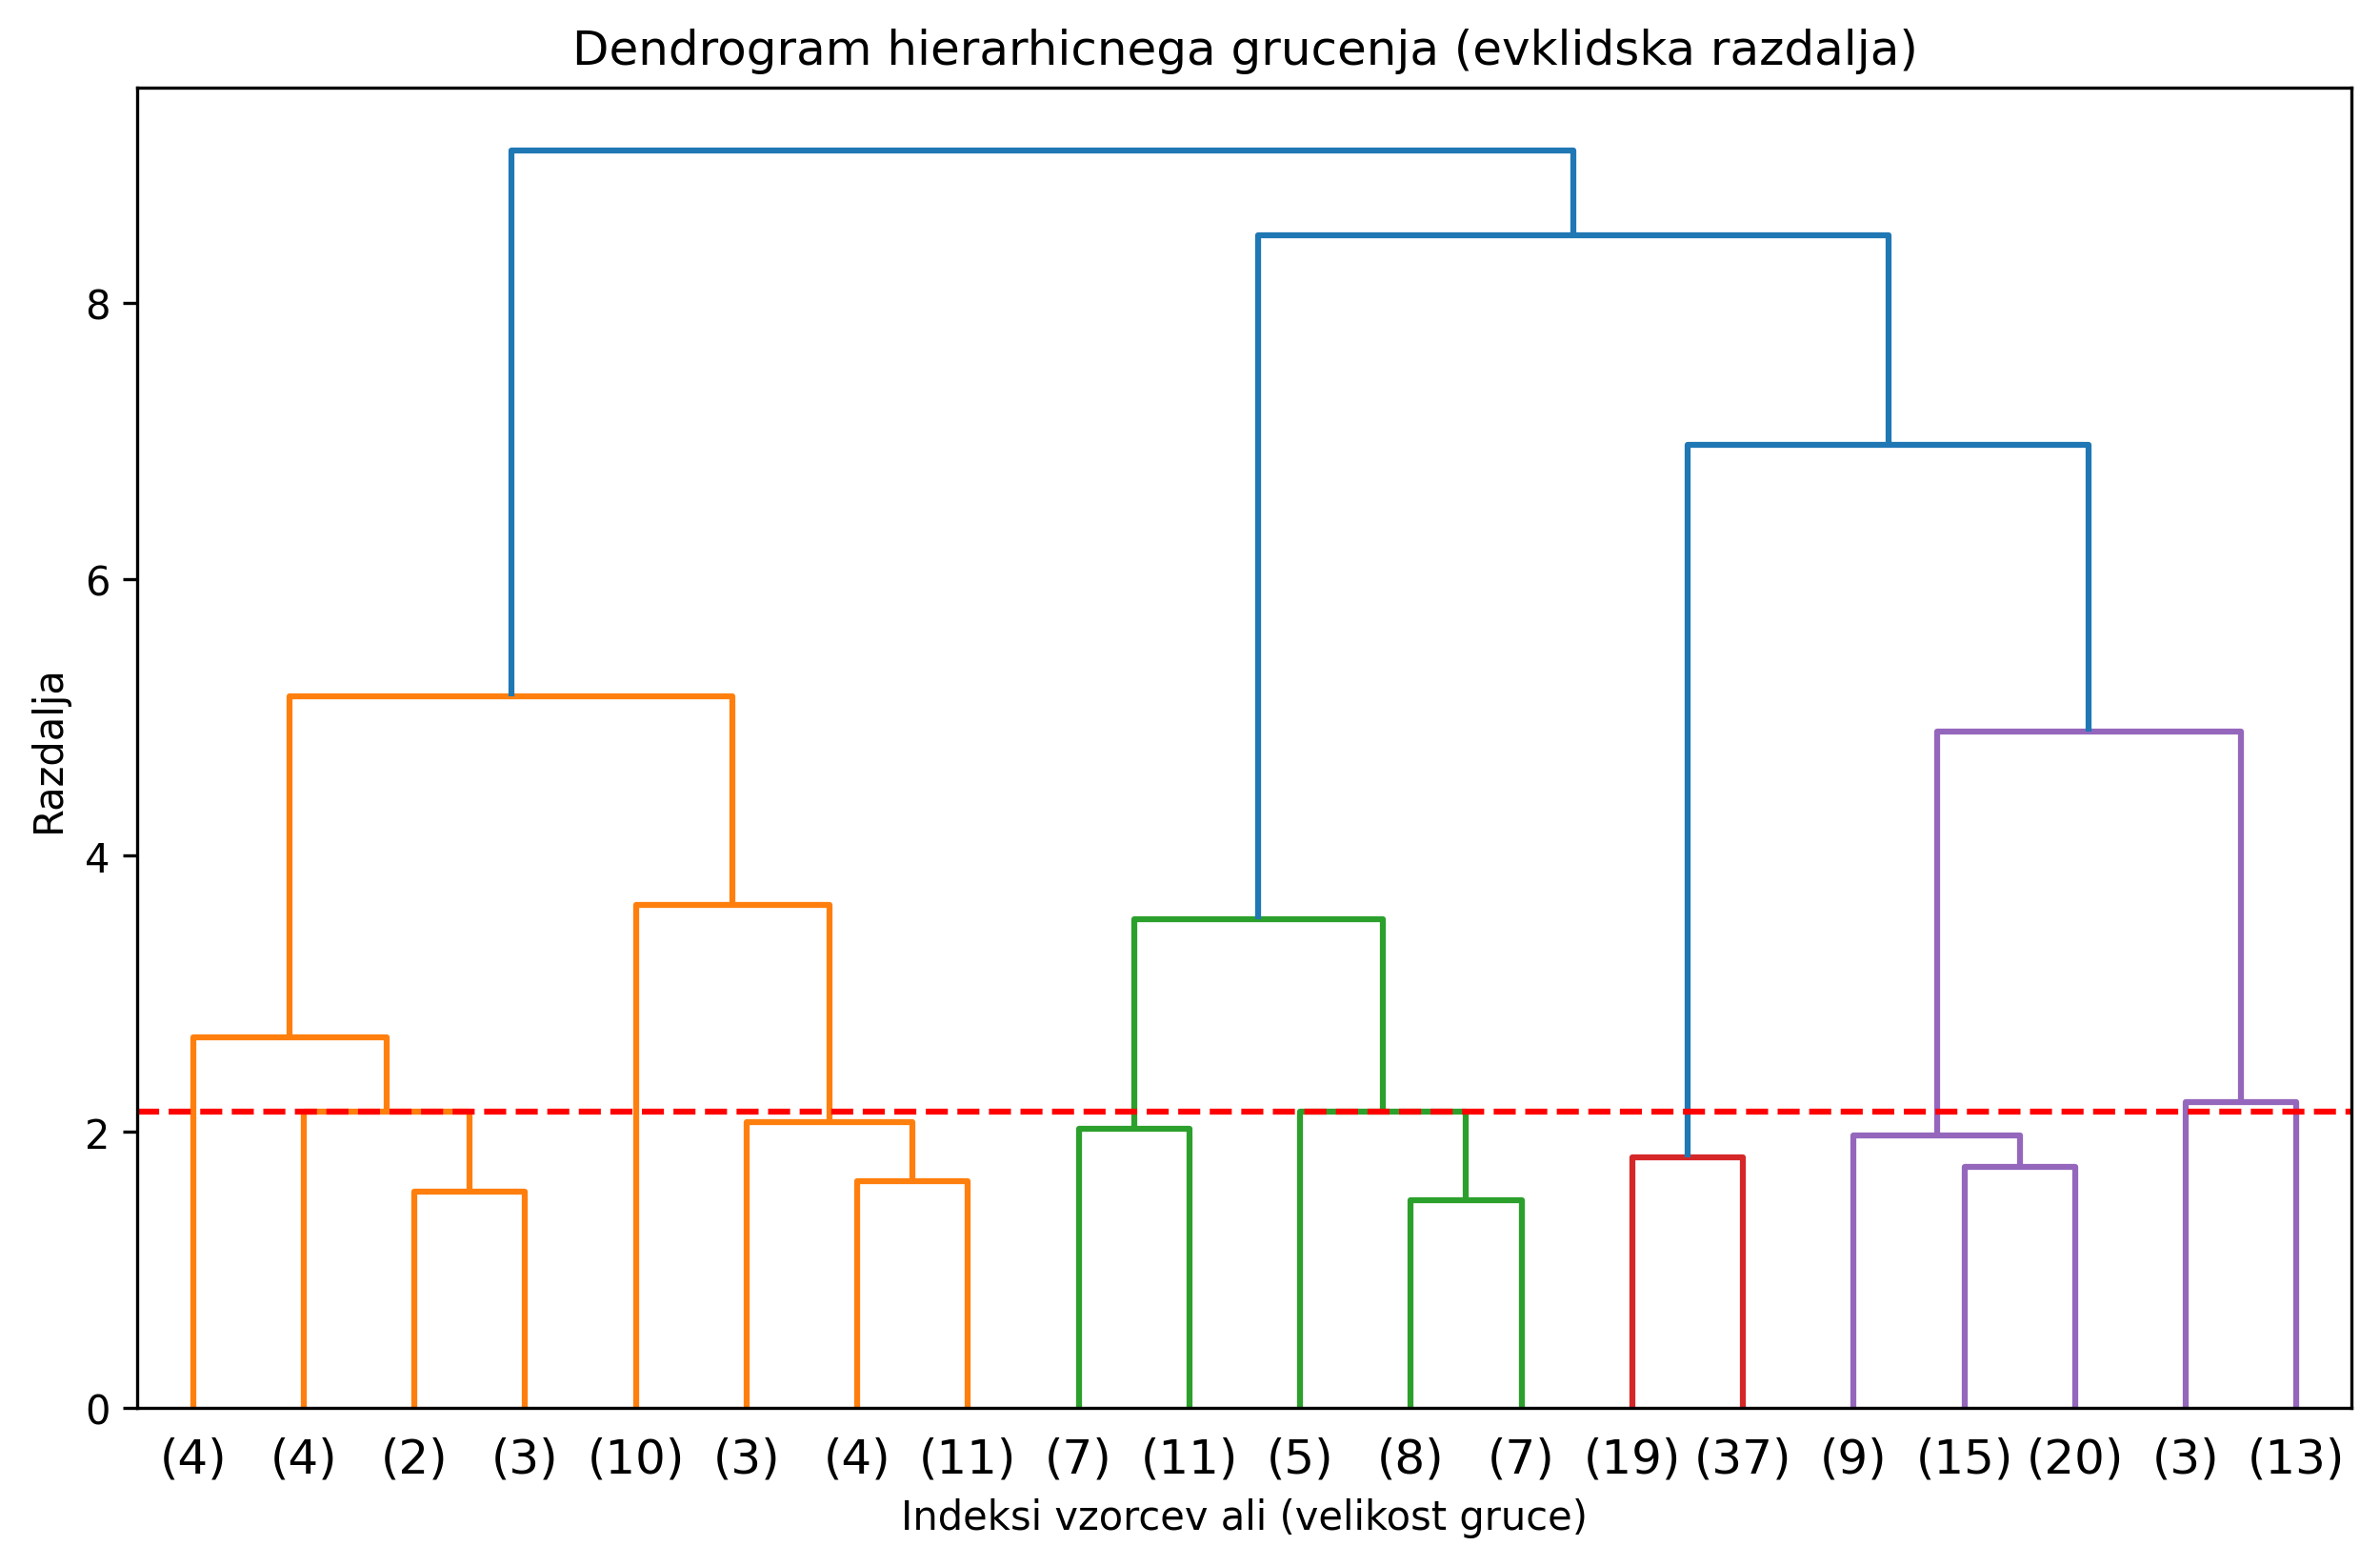 Dendrogram hierarhicnega grucenja (evklidska razdalja)
Razdalja
8
6
4
2
0
(4) (4) (2) (3) (10) (3) (4) (11) (7) (11) (5) (8) (7) (19) (37) (9) (15) (20) (3) (13)
Indeksi vzorcev ali (velikost gruce)